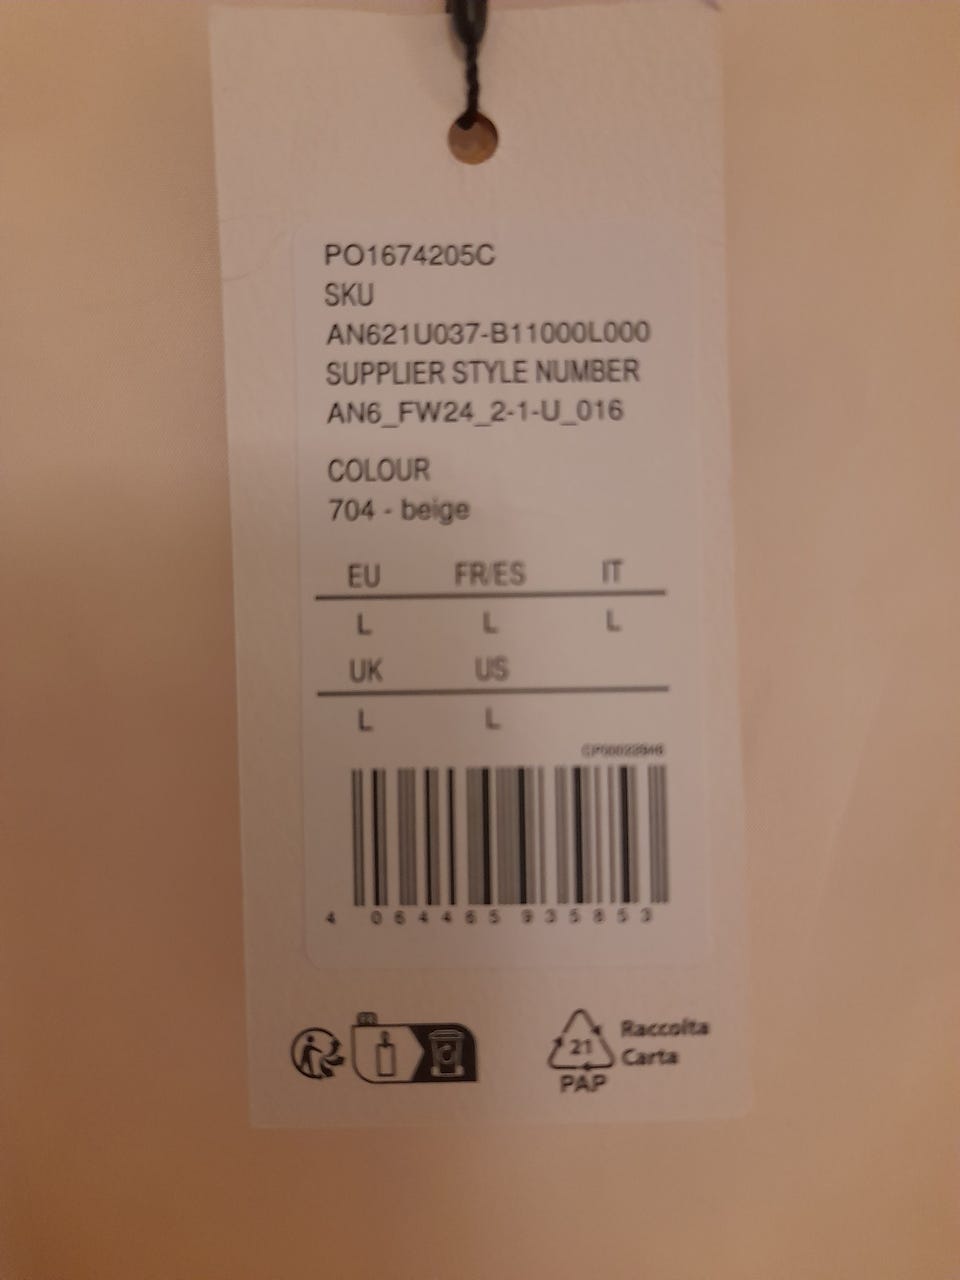 PO1674205C
SKU
AN621U037-B11000L000
SUPPLIER STYLE NUMBER
AN6_FW24_2-1-U_016
COLOUR
704 - beige
EU FR/ES IT
L L L
UK US
L L
4 064465 935853
21
PAP
Raccolta
Carta